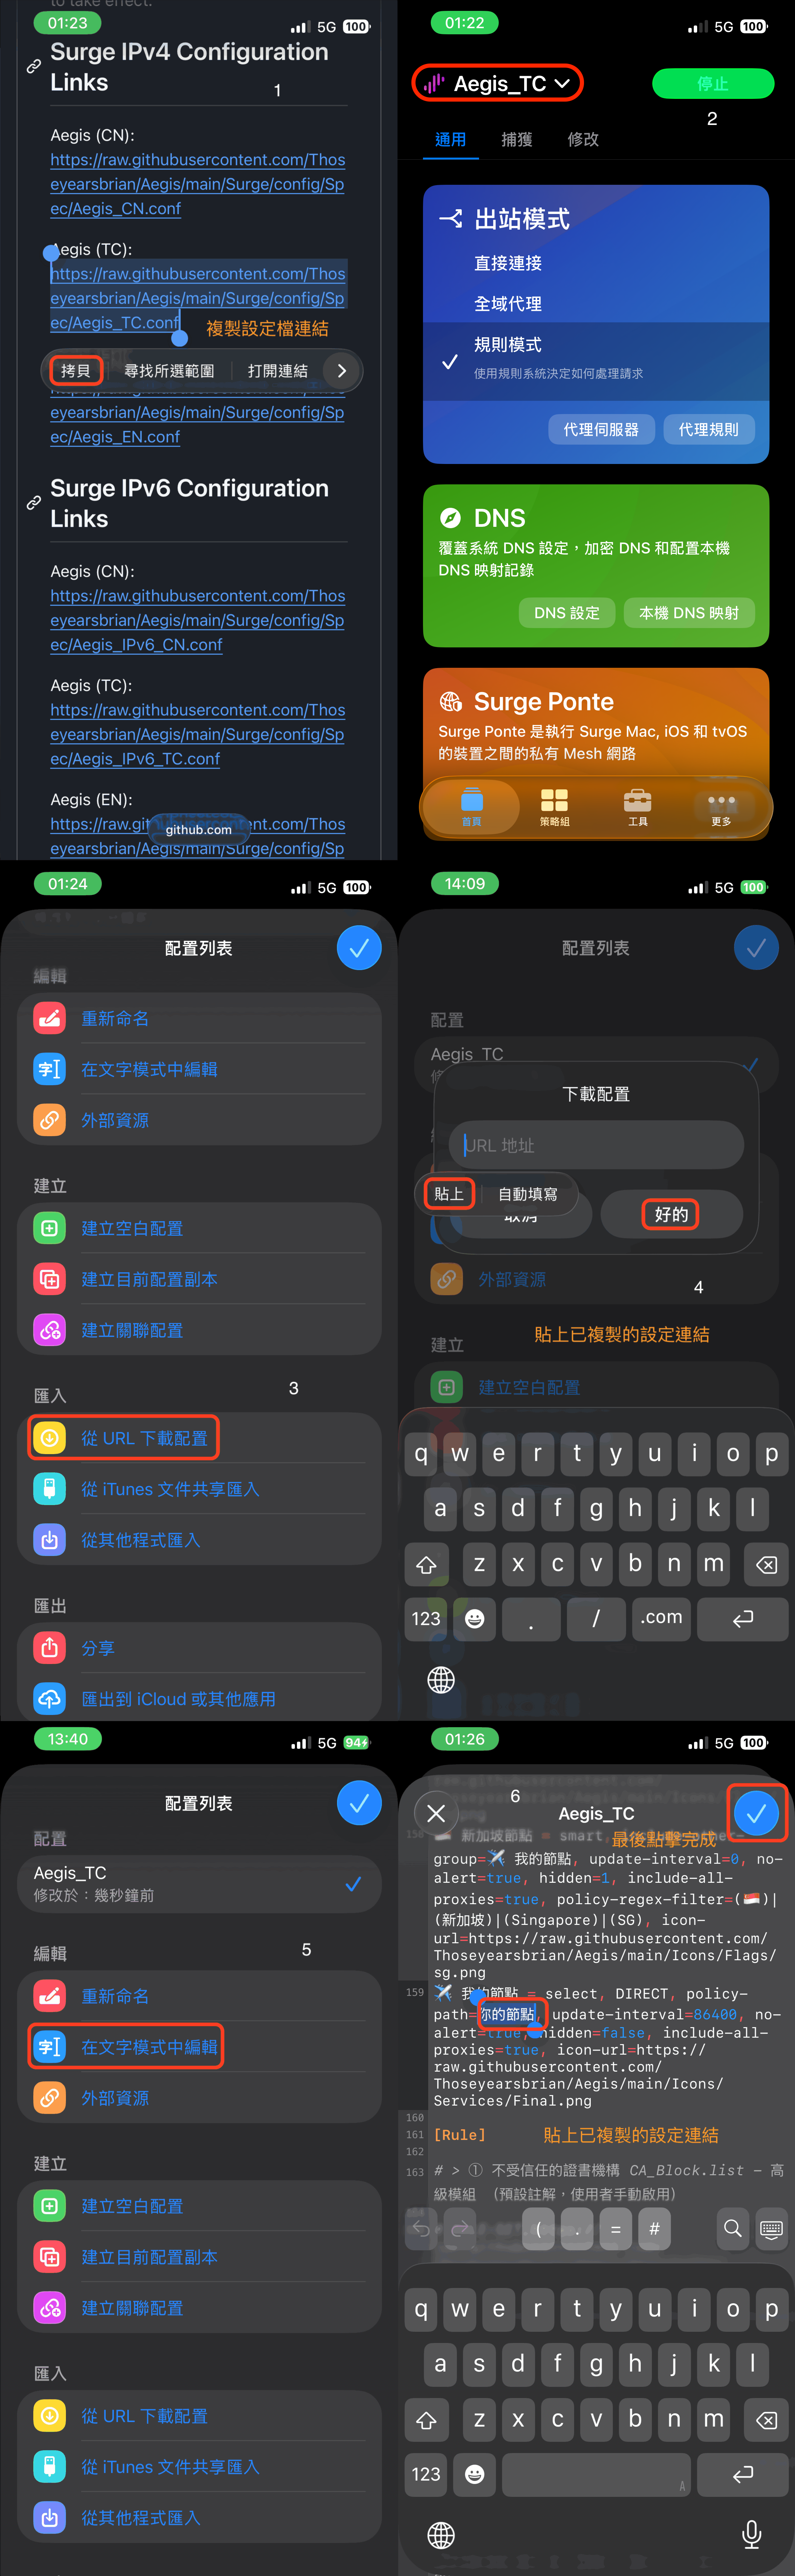 to take effect.
01:23
5G
100
Surge IPv4 Configuration
Links
1
Aegis (CN):
https://raw.githubusercontent.com/Thos
eyearsbrian/Aegis/main/Surge/config/Sp
ec/Aegis_CN.conf
Aegis (TC):
https://raw.githubusercontent.com/Thos
eyearsbrian/Aegis/main/Surge/config/Sp
ec/Aegis_TC.conf
複製設定檔連結
拷貝
尋找所選範圍
打開連結
eyearsbrian/Aegis/main/Surge/config/Sp
ec/Aegis_EN.conf
Surge IPv6 Configuration
Links
Aegis (CN):
https://raw.githubusercontent.com/Thos
eyearsbrian/Aegis/main/Surge/config/Sp
ec/Aegis_IPv6_CN.conf
Aegis (TC):
https://raw.githubusercontent.com/Thos
eyearsbrian/Aegis/main/Surge/config/Sp
ec/Aegis_IPv6_TC.conf
Aegis (EN):
https://raw.gith
github.com
nt.com/Thos
eyearsbrian/Aegis/main/Surge/config/Sp
01:22
5G
100
Aegis_TC
停止
2
通用
捕獲
修改
出站模式
直接連接
全域代理
規則模式
使用規則系統決定如何處理請求
代理伺服器
代理規則
DNS
覆蓋系統 DNS 設定，加密 DNS 和配置本機
DNS 映射記錄
DNS 設定
本機 DNS 映射
Surge Ponte
Surge Ponte 是執行 Surge Mac, iOS 和 tvOS
的裝置之間的私有 Mesh 網路
首頁
策略組
工具
更多
01:24
5G
100
配置列表
編輯
重新命名
在文字模式中編輯
外部資源
建立
建立空白配置
建立目前配置副本
建立關聯配置
匯入
3
從 URL 下載配置
從 iTunes 文件共享匯入
從其他程式匯入
匯出
分享
匯出到 iCloud 或其他應用
14:09
5G
100
配置列表
配置
Aegis_TC
下載配置
URL 地址
貼上
自動填寫
取消
好的
外部資源
4
貼上已複製的設定連結
建立
建立空白配置
q w e r t y u i o p
a s d f g h j k l
z x c v b n m
123
.
/
.com
13:40
5G
94
配置列表
配置
Aegis_TC
修改於：幾秒鐘前
編輯
5
重新命名
在文字模式中編輯
外部資源
建立
建立空白配置
建立目前配置副本
建立關聯配置
匯入
從 URL 下載配置
從 iTunes 文件共享匯入
從其他程式匯入
01:26
5G
100
6
Aegis_TC
最後點擊完成
新加坡節點 = smart,
group=✈️ 我的節點, update-interval=0, no-
alert=true, hidden=1, include-all-
proxies=true, policy-regex-filter=(🇸🇬)|
(新加坡)|(Singapore)|(SG), icon-
url=https://raw.githubusercontent.com/
Thoseyearsbrian/Aegis/main/Icons/Flags/
sg.png
159
✈️ 我的節點 = select, DIRECT, policy-
path=你的節點, update-interval=86400, no-
alert=true, hidden=false, include-all-
proxies=true, icon-url=https://
raw.githubusercontent.com/
Thoseyearsbrian/Aegis/main/Icons/
Services/Final.png
160
161
[Rule]
貼上已複製的設定連結
162
163
# > ① 不受信任的證書機構 CA_Block.list — 高
級模組 （預設註解，使用者手動啟用）
( . = #
q w e r t y u i o p
a s d f g h j k l
z x c v b n m
123
A